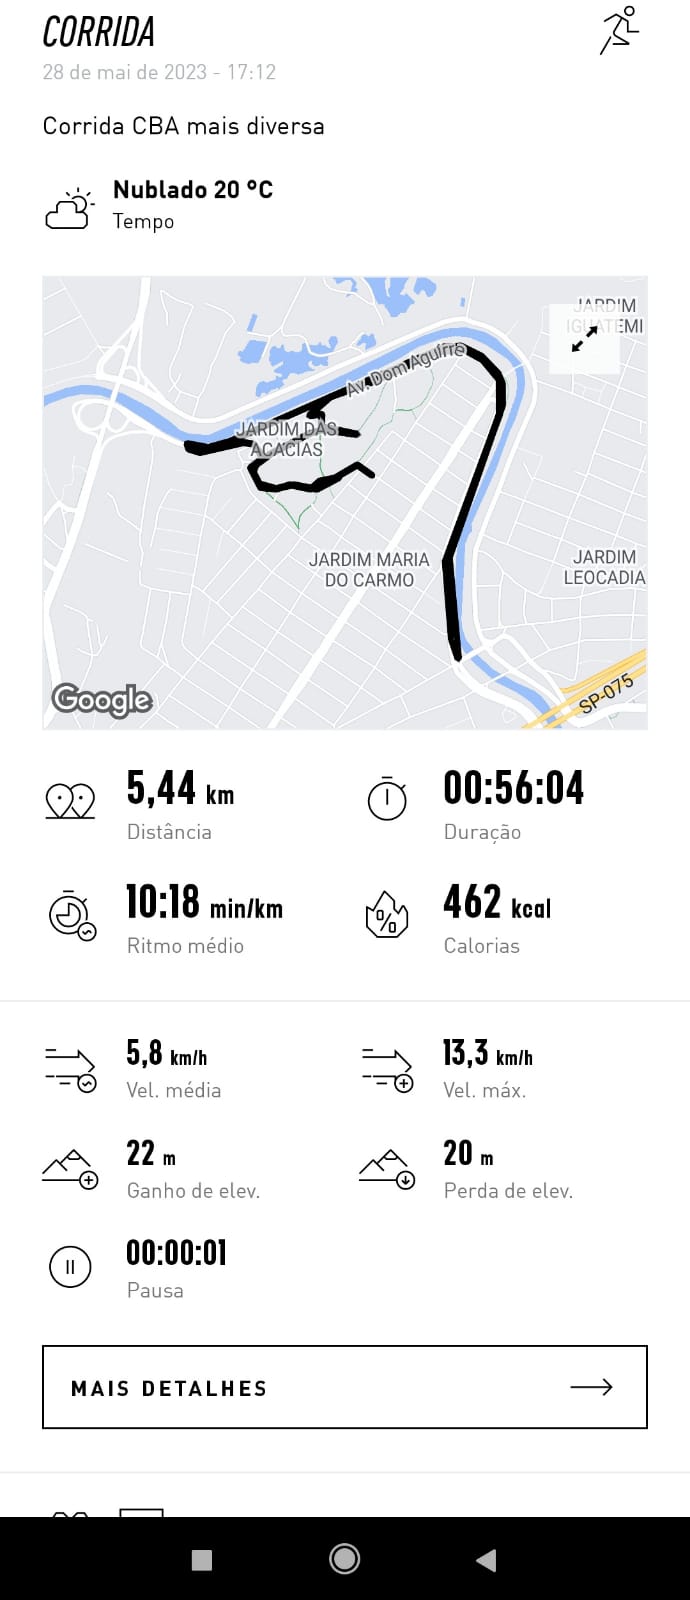 CORRIDA
28 de mai de 2023 - 17:12
Corrida CBA mais diversa
Nublado 20 °C
Tempo
JARDIM
IGUATEMI
Av. Dom Aguirre
JARDIM DAS
ACACIAS
JARDIM MARIA
DO CARMO
JARDIM
LEOCADIA
SP-075
Google
5,44 km
Distância
00:56:04
Duração
10:18 min/km
Ritmo médio
462 kcal
Calorias
5,8 km/h
Vel. média
13,3 km/h
Vel. máx.
22 m
Ganho de elev.
20 m
Perda de elev.
00:00:01
Pausa
MAIS DETALHES